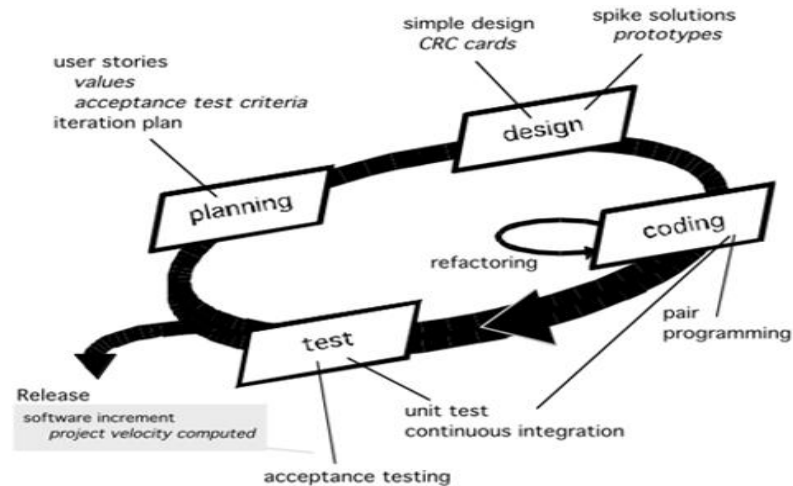 simple design
CRC cards
spike solutions
prototypes
user stories
values
acceptance test criteria
iteration plan
design
planning
coding
refactoring
test
pair
programming
Release
software increment
project velocity computed
unit test
continuous integration
acceptance testing